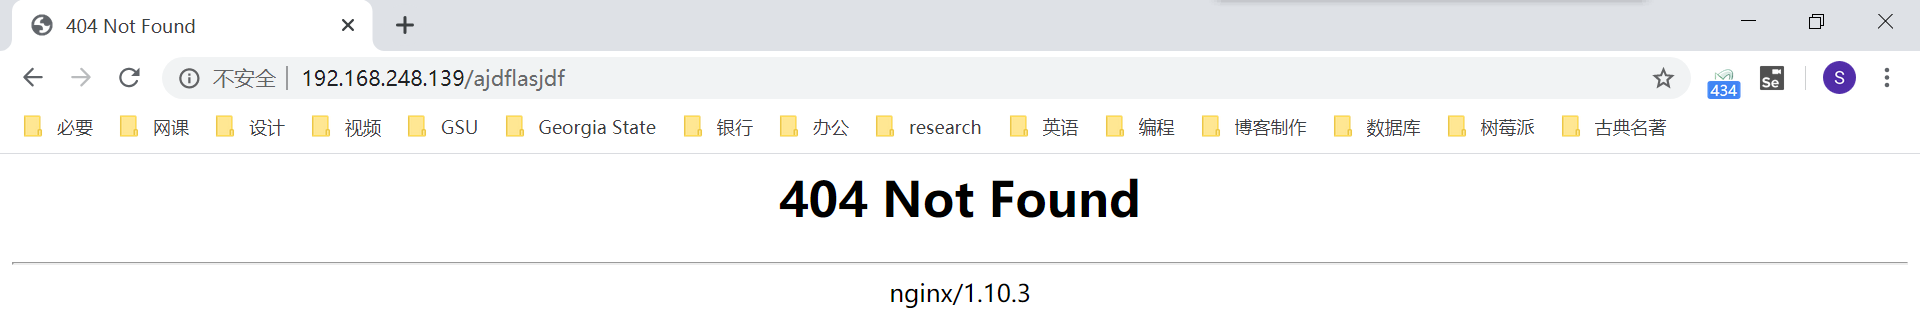 404 Not Found
不安全 192.168.248.139/ajdflasjdf
434 Se S
必要 网课 设计 视频 GSU Georgia State 银行 办公 research 英语 编程 博客制作 数据库 树莓派 古典名著
404 Not Found
nginx/1.10.3